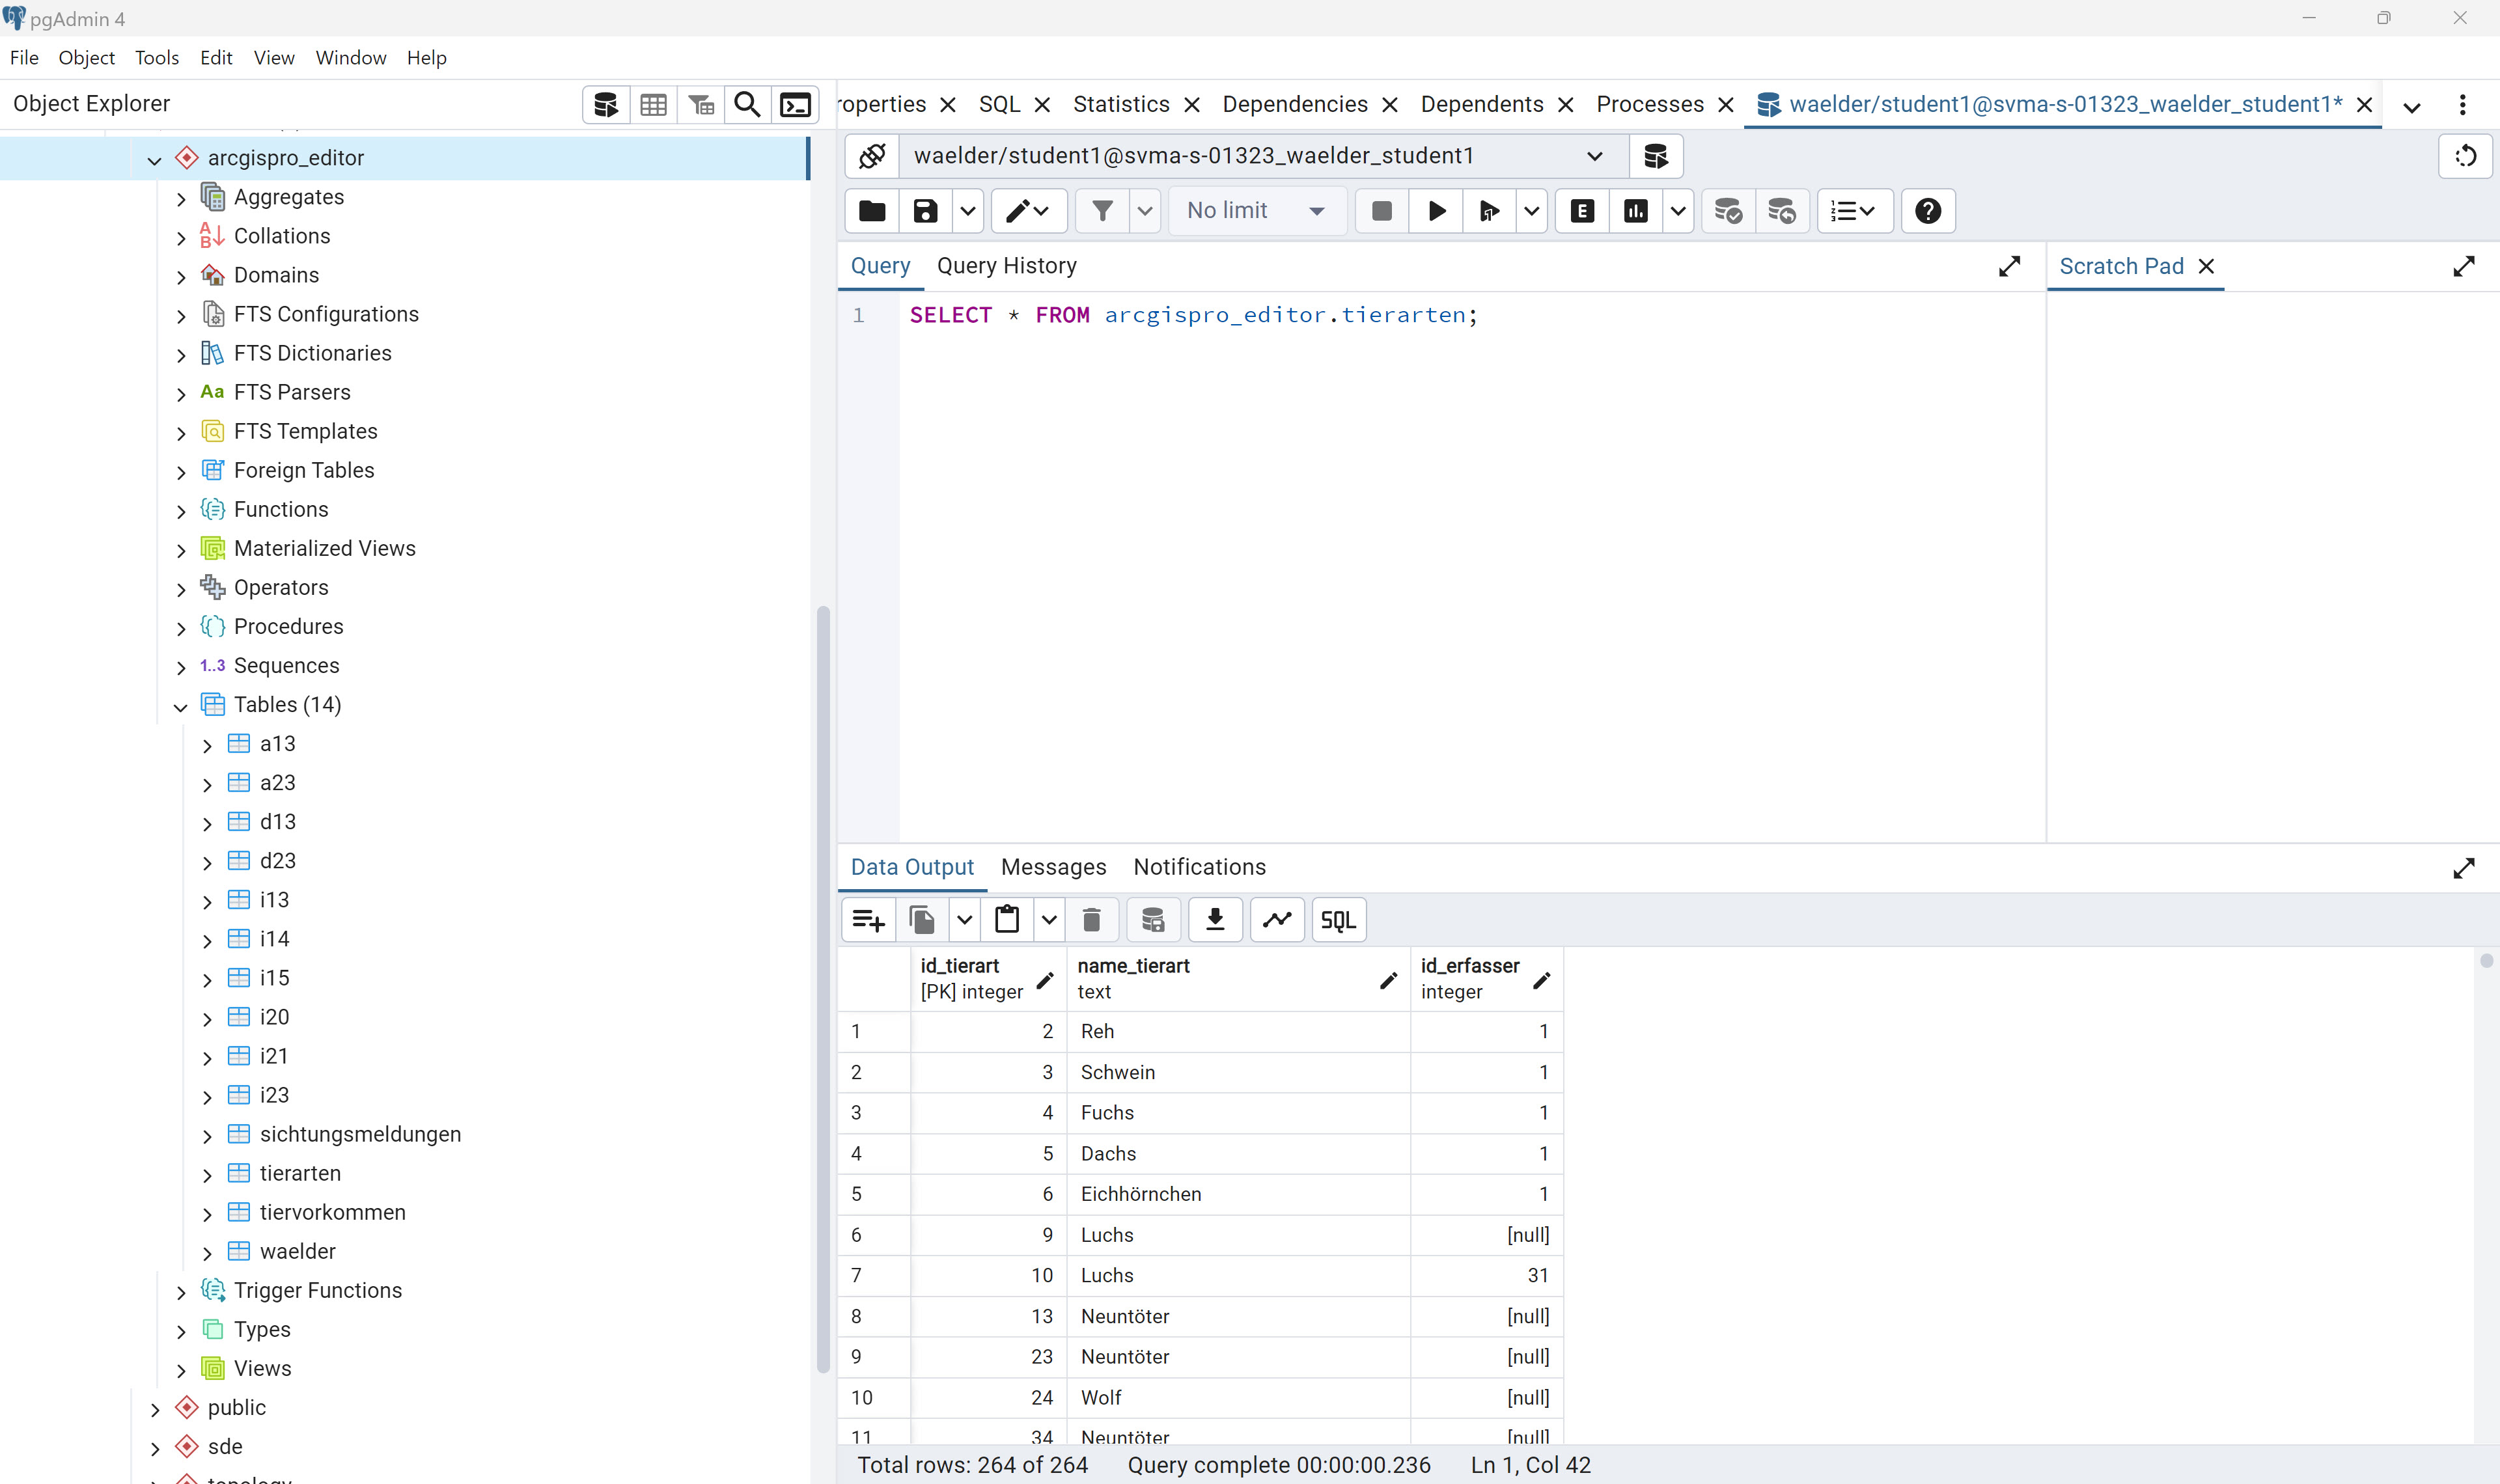 pgAdmin 4
File Object Tools Edit View Window Help
Object Explorer
roperties SQL Statistics Dependencies Dependents Processes waelder/student1@svma-s-01323_waelder_student1*
arcgispro_editor
Aggregates
Collations
Domains
FTS Configurations
FTS Dictionaries
Aa FTS Parsers
FTS Templates
Foreign Tables
Functions
Materialized Views
Operators
Procedures
1..3 Sequences
Tables (14)
a13
a23
d13
d23
i13
i14
i15
i20
i21
i23
sichtungsmeldungen
tierarten
tiervorkommen
waelder
Trigger Functions
Types
Views
public
sde
topology
waelder/student1@svma-s-01323_waelder_student1
No limit
Query Query History
Scratch Pad
1 SELECT * FROM arcgispro_editor.tierarten;
Data Output Messages Notifications
SQL
id_tierart name_tierart id_erfasser
[PK] integer text integer
1 2 Reh 1
2 3 Schwein 1
3 4 Fuchs 1
4 5 Dachs 1
5 6 Eichhörnchen 1
6 9 Luchs [null]
7 10 Luchs 31
8 13 Neuntöter [null]
9 23 Neuntöter [null]
10 24 Wolf [null]
11 34 Neuntöter [null]
Total rows: 264 of 264 Query complete 00:00:00.236 Ln 1, Col 42